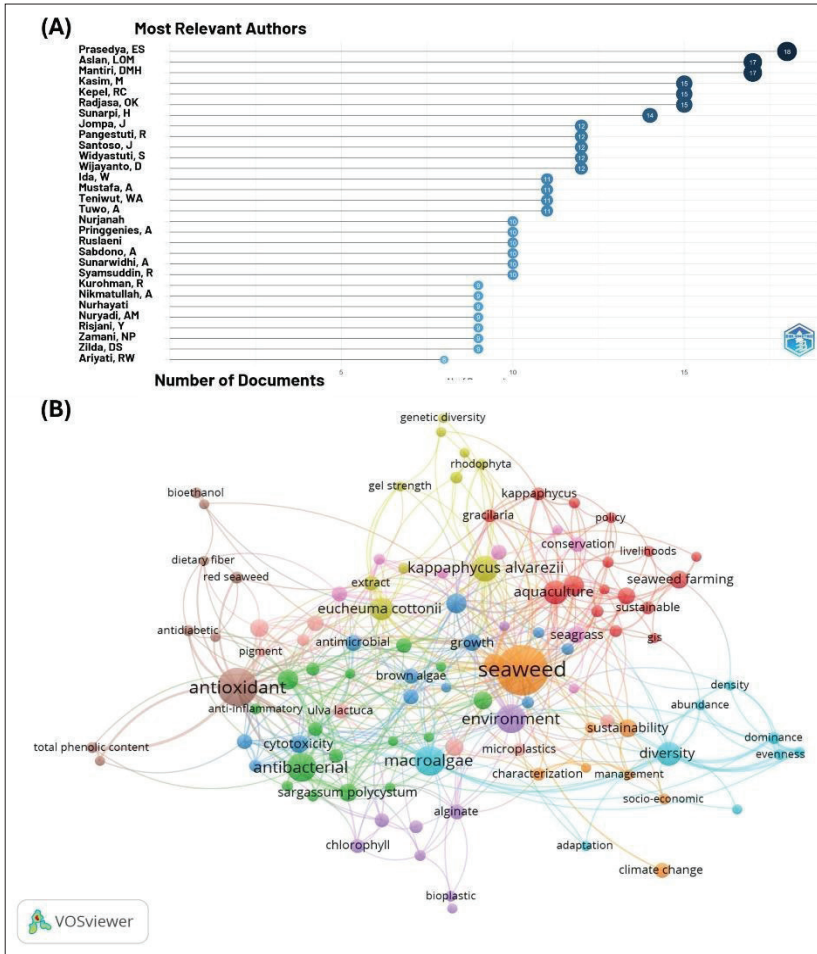 (A)
Most Relevant Authors
Prasedya, ES 18
Aslan, LOM 17
Mantiri, DMH 17
Kasim, M 15
Kepel, RC 15
Radjasa, OK 15
Sunarpi, H 14
Jompa, J 12
Pangestuti, R 12
Santoso, J 12
Widyastuti, S 12
Wijayanto, D 12
Ida, W 11
Mustafa, A 11
Teniwut, WA 11
Tuwo, A 11
Nurjanah 10
Pringgenies, A 10
Ruslaeni 10
Sabdono, A 10
Sunarwidhi, A 10
Syamsuddin, R 10
Kurohman, R 9
Nikmatullah, A 9
Nurhayati 9
Nuryadi, AM 9
Risjani, Y 9
Zamani, NP 9
Zilda, DS 9
Ariyati, RW 8
5 10 15
Number of Documents
(B)
genetic diversity
rhodophyta
gel strength
bioethanol
kappaphycus
gracilaria
policy
conservation
livelihoods
dietary fiber
kappaphycus alvarezii
red seaweed
extract
aquaculture
seaweed farming
eucheuma cottonii
sustainable
antidiabetic
antimicrobial
growth
seagrass
gis
pigment
seaweed
brown algae
antioxidant
density
anti-inflammatory
ulva lactuca
abundance
environment
sustainability
dominance
total phenolic content
cytotoxicity
microplastics
diversity
evenness
antibacterial
macroalgae
characterization
management
sargassum polycystum
socio-economic
alginate
chlorophyll
adaptation
climate change
bioplastic
VOSviewer